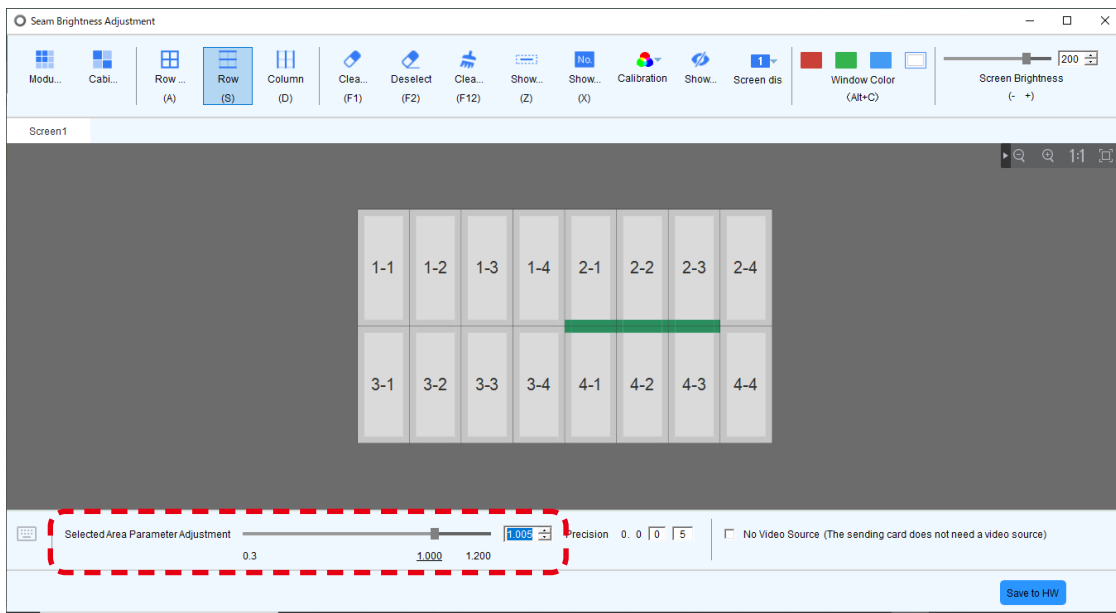 Seam Brightness Adjustment
Modu... Cabi... Row ... Row Column Clea... Deselect Clea... Show... No. Show... Calibration Show... 1 Screen dis Window Color 200 Screen Brightness
(A) (S) (D) (F1) (F2) (F12) (Z) (X) (Alt+C) (- +)
Screen1
1:1
1-1 1-2 1-3 1-4 2-1 2-2 2-3 2-4
3-1 3-2 3-3 3-4 4-1 4-2 4-3 4-4
Selected Area Parameter Adjustment 1.005 Precision 0. 0 0 5 No Video Source (The sending card does not need a video source)
0.3 1.000 1.200
Save to HW